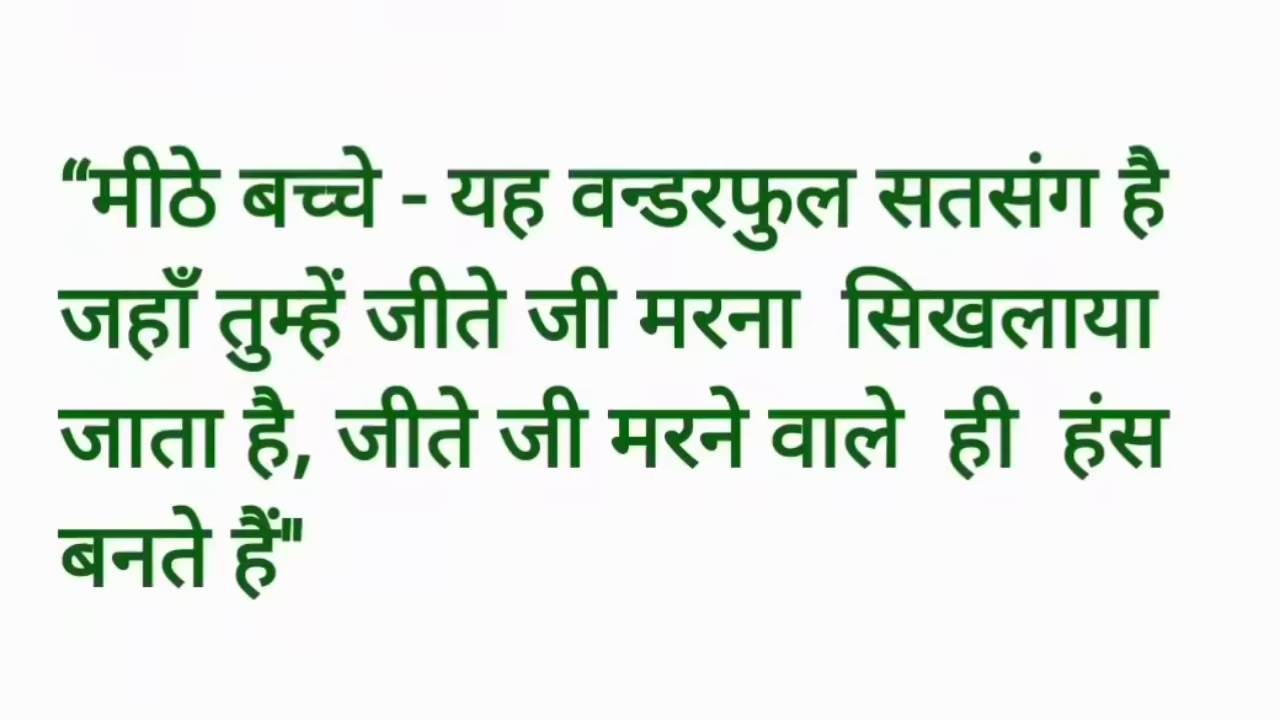 “मीठे बच्चे - यह वन्डरफुल सतसंग है
जहाँ तुम्हें जीते जी मरना सिखलाया
जाता है, जीते जी मरने वाले ही हंस
बनते हैं"